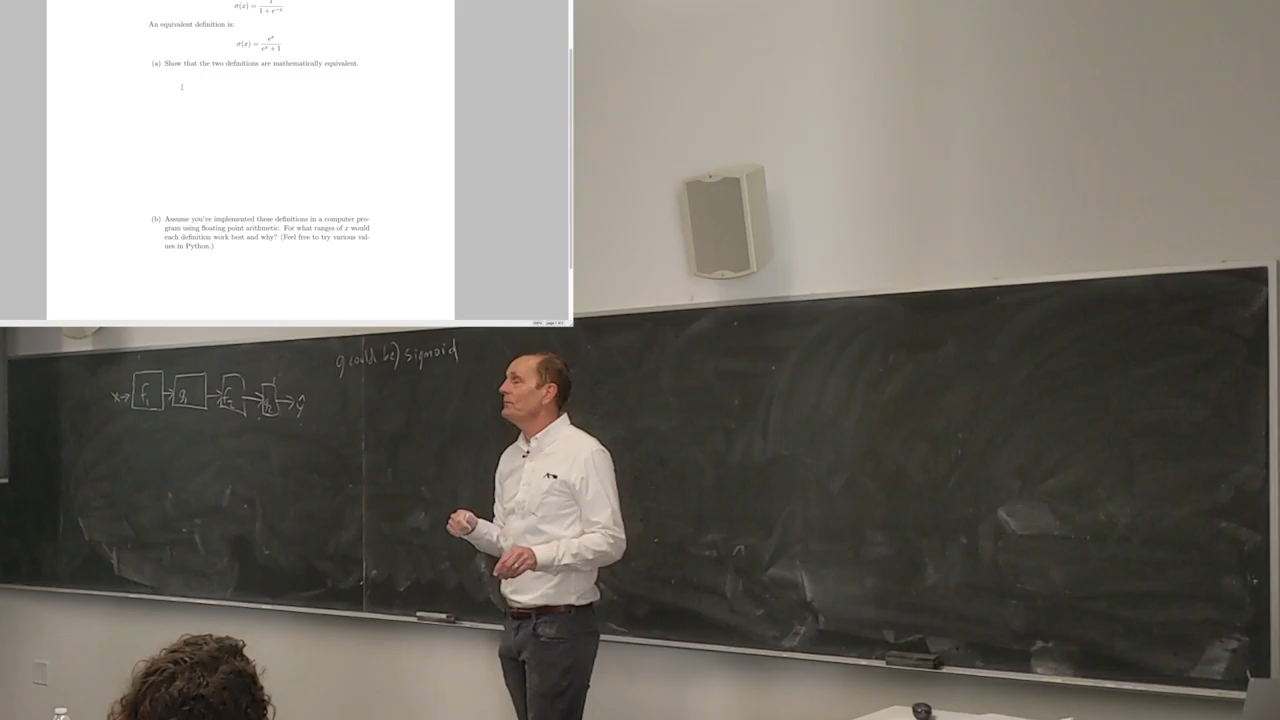 σ(x) = 1 / (1 + e^{-x})
An equivalent definition is:
σ(x) = e^x / (e^x + 1)
(a) Show that the two definitions are mathematically equivalent.
(b) Assume you've implemented these definitions in a computer pro-
gram using floating point arithmetic. For what ranges of x would
each definition work best and why? (Feel free to try various val-
ues in Python.)
g could be) sigmoid
x → f₁ → g₁ → f₂ → g₂ → ŷ